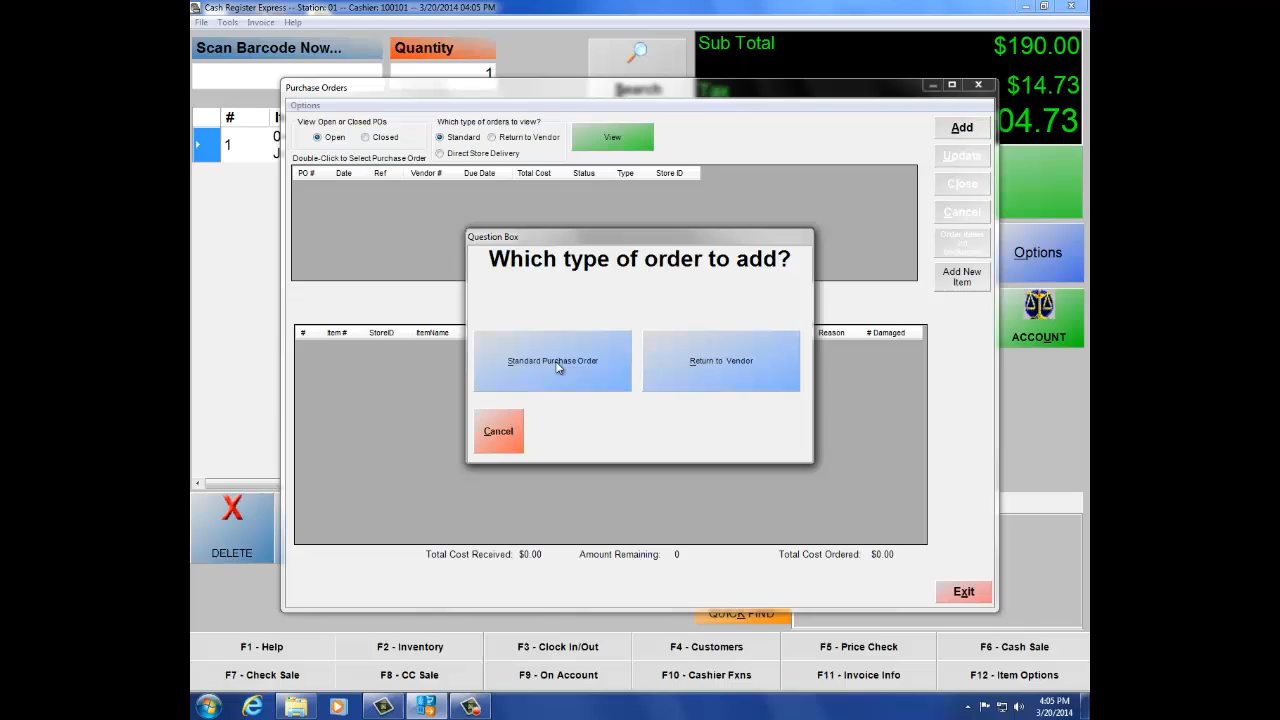 Cash Register Express -- Station: 01 -- Cashier: 100101 -- 3/20/2014 04:05 PM
File Tools Invoice Help
Scan Barcode Now...
Quantity
1
Search
Sub Total $190.00
Tax $14.73
04.73
# I
1
Purchase Orders
Options
View Open or Closed POs
Open Closed
Which type of orders to view?
Standard Return to Vendor
Direct Store Delivery
View
Double-Click to Select Purchase Order
PO # Date Ref Vendor # Due Date Total Cost Status Type Store ID
Add
Update
Close
Cancel
Add New
Item
Options
ACCOUNT
Question Box
Which type of order to add?
Standard Purchase Order
Return to Vendor
Cancel
# Item # StoreID ItemName Reason # Damaged
Total Cost Received: $0.00 Amount Remaining: 0 Total Cost Ordered: $0.00
Exit
X
DELETE
QUICK FIND
F1 - Help F2 - Inventory F3 - Clock In/Out F4 - Customers F5 - Price Check F6 - Cash Sale
F7 - Check Sale F8 - CC Sale F9 - On Account F10 - Cashier Fxns F11 - Invoice Info F12 - Item Options
4:05 PM
3/20/2014